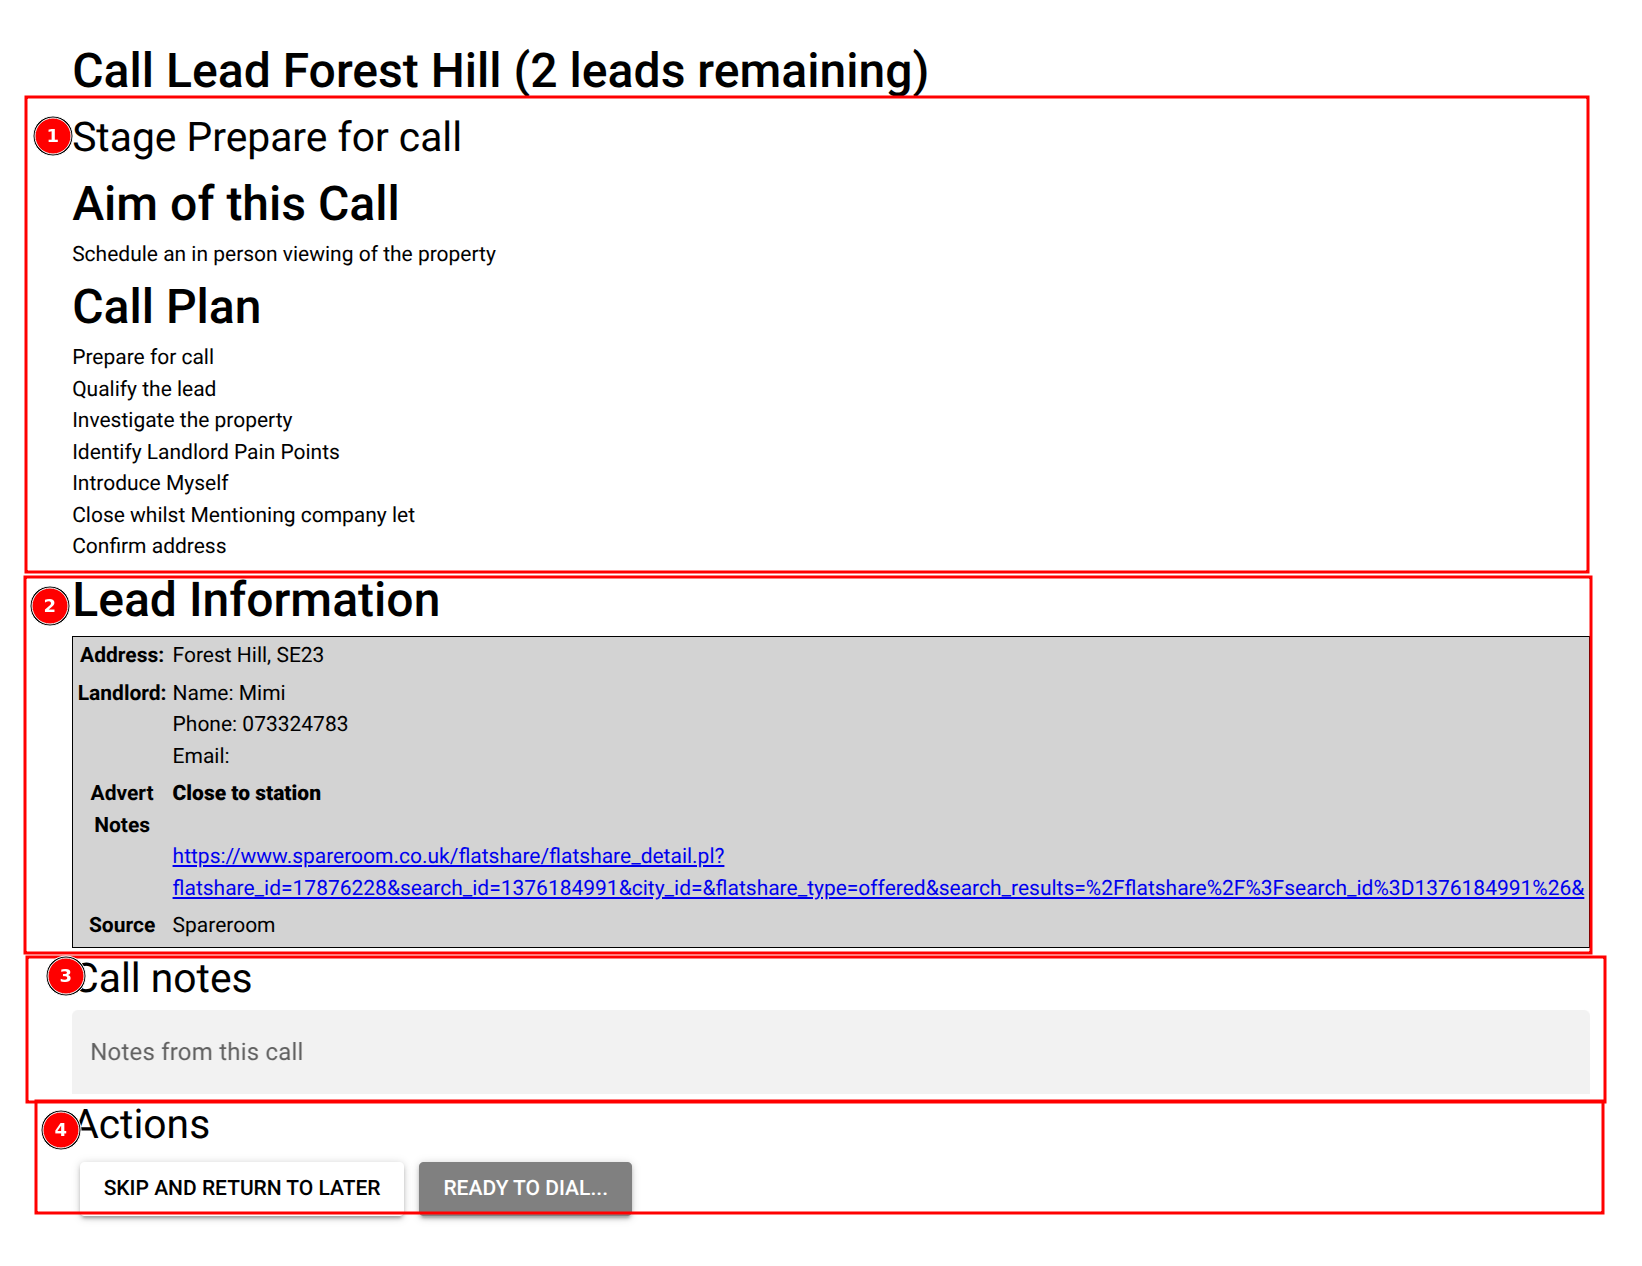 Call Lead Forest Hill (2 leads remaining)
1 Stage Prepare for call
Aim of this Call
Schedule an in person viewing of the property
Call Plan
Prepare for call
Qualify the lead
Investigate the property
Identify Landlord Pain Points
Introduce Myself
Close whilst Mentioning company let
Confirm address
2 Lead Information
Address: Forest Hill, SE23
Landlord: Name: Mimi
Phone: 073324783
Email:
Advert Close to station
Notes
https://www.spareroom.co.uk/flatshare/flatshare_detail.pl?
flatshare_id=17876228&search_id=1376184991&city_id=&flatshare_type=offered&search_results=%2Fflatshare%2F%3Fsearch_id%3D1376184991%26&
Source Spareroom
3 Call notes
Notes from this call
4 Actions
SKIP AND RETURN TO LATER READY TO DIAL...